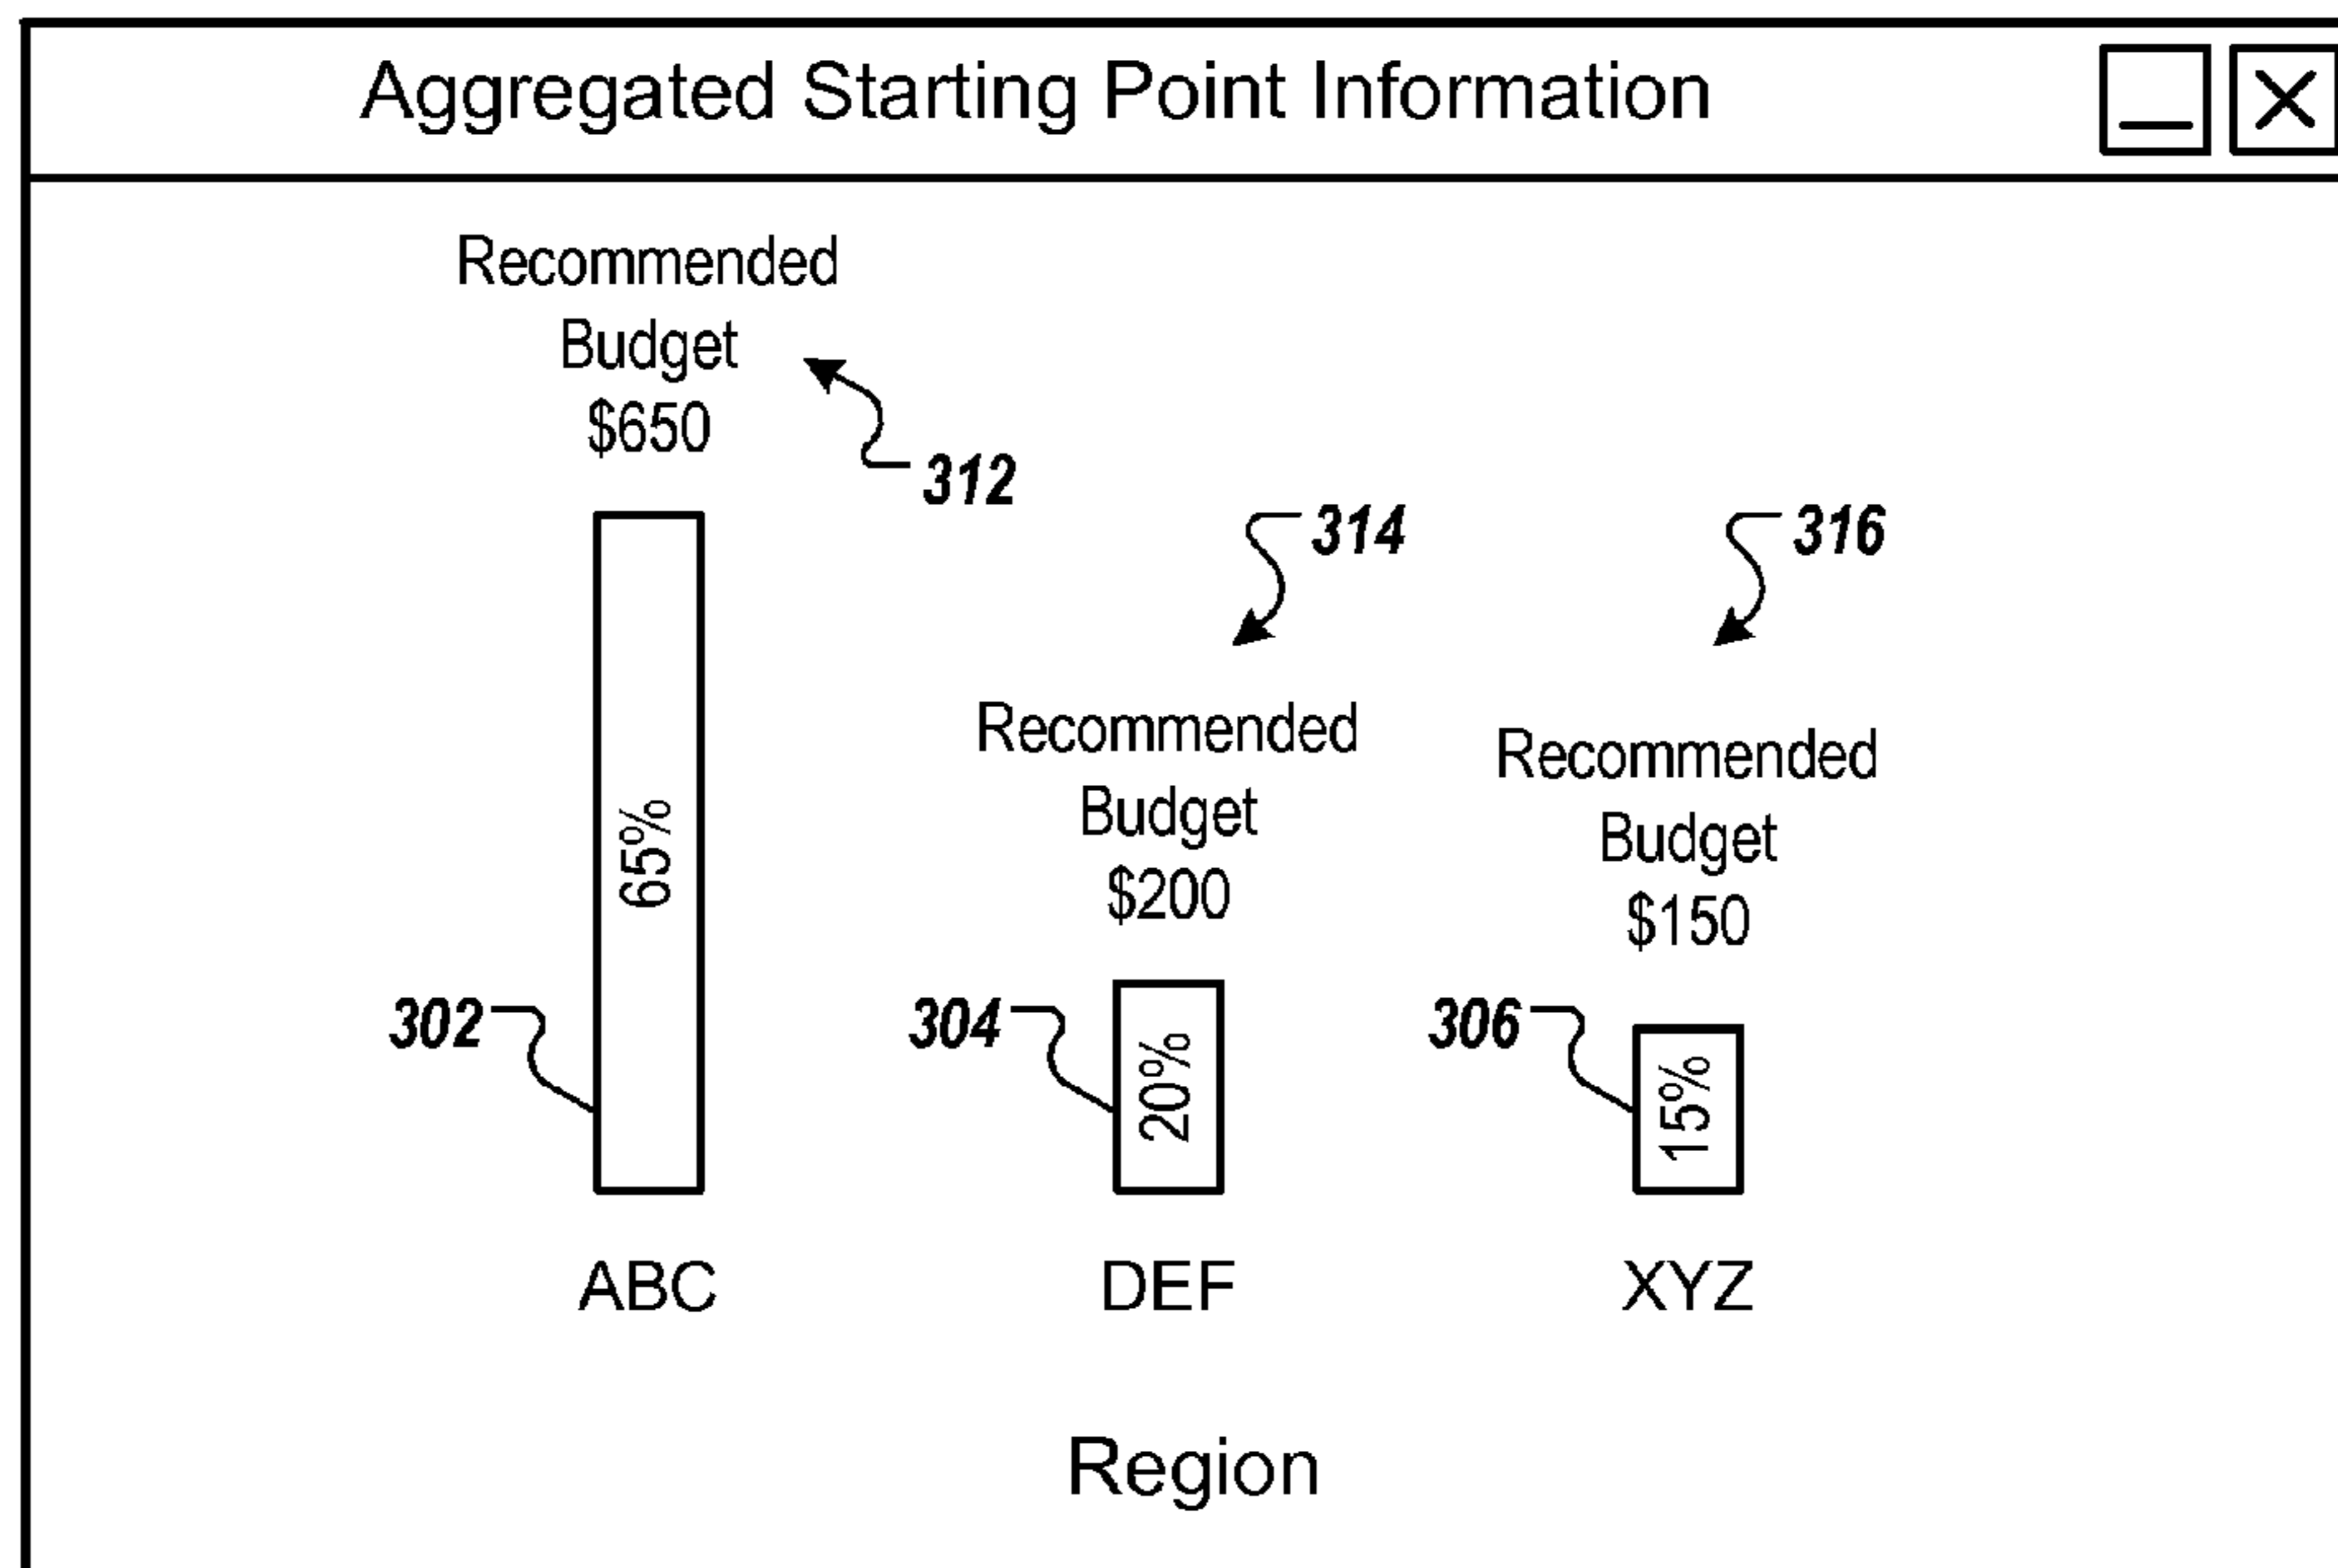 Aggregated Starting Point Information
Recommended
Budget
$650
312
314
316
Recommended
Budget
$200
Recommended
Budget
$150
65%
302
304
20%
306
15%
ABC
DEF
XYZ
Region